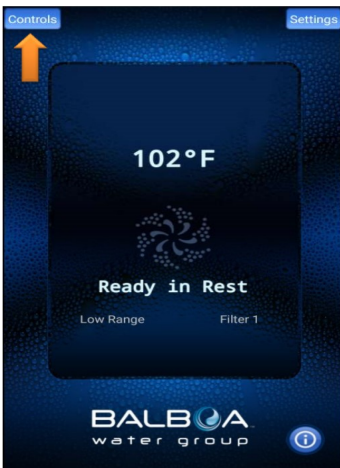 Controls Settings
102°F
Ready in Rest
Low Range Filter 1
BALBOA
water group